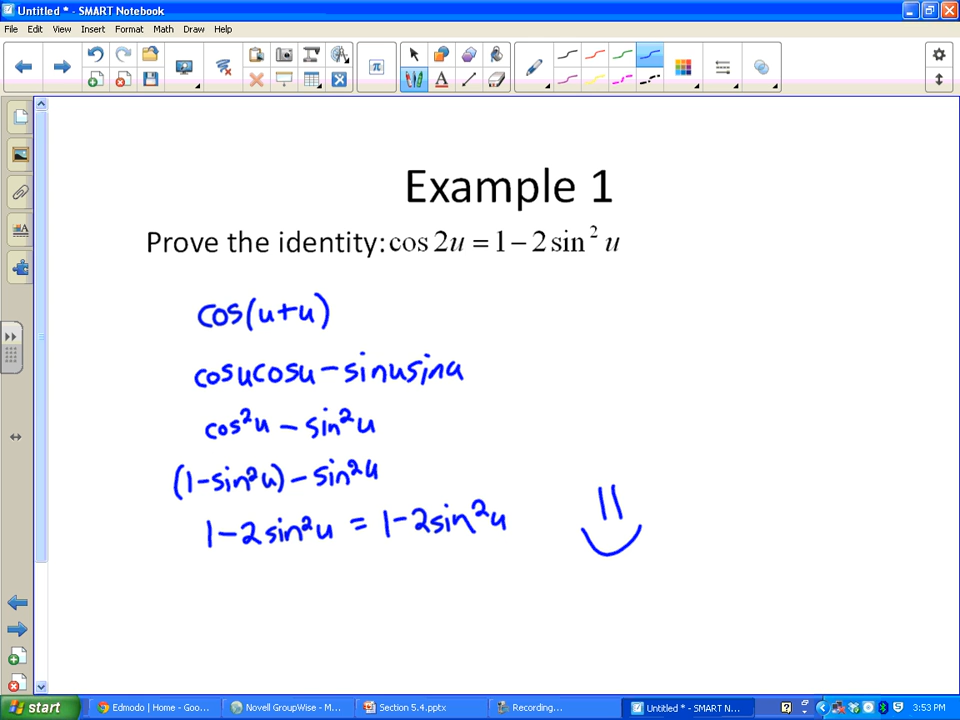 Untitled * - SMART Notebook
File Edit View Insert Format Math Draw Help
Example 1
Prove the identity: cos 2u = 1 − 2 sin² u
cos(u+u)
cosucosu − sinusinu
cos²u − sin²u
(1−sin²u) − sin²u
1−2sin²u = 1−2sin²u
start
Edmodo | Home - Goo...
Novell GroupWise - M...
Section 5.4.pptx
Recording...
Untitled * - SMART N...
3:53 PM